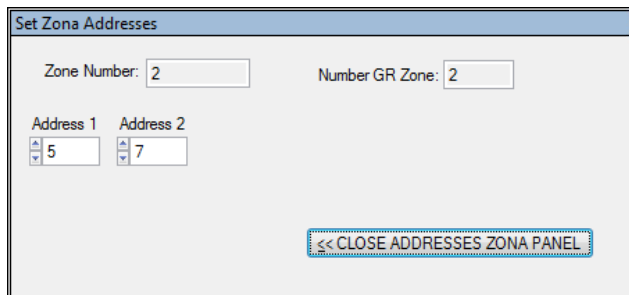 Set Zona Addresses
Zone Number: 2 Number GR Zone: 2
Address 1 Address 2
5 7
<< CLOSE ADDRESSES ZONA PANEL